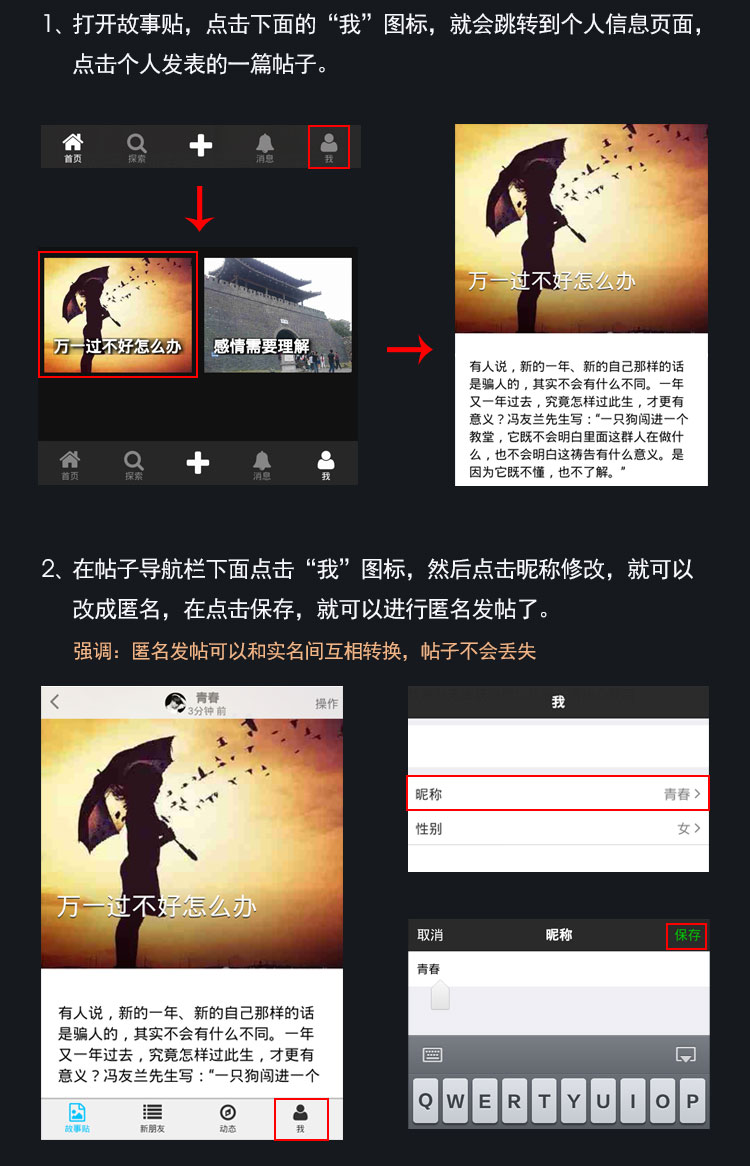 1、打开故事贴，点击下面的“我”图标，就会跳转到个人信息页面，
点击个人发表的一篇帖子。
首页 探索 消息 我
万一过不好怎么办
感情需要理解
首页 探索 消息 我
万一过不好怎么办
有人说，新的一年、新的自己那样的话
是骗人的，其实不会有什么不同。一年
又一年过去，究竟怎样过此生，才更有
意义？冯友兰先生写：“一只狗闯进一个
教堂，它既不会明白里面这群人在做什
么，也不会明白这祷告有什么意义。是
因为它既不懂，也不了解。”
2、在帖子导航栏下面点击“我”图标，然后点击昵称修改，就可以
改成匿名，在点击保存，就可以进行匿名发帖了。
强调：匿名发帖可以和实名间互相转换，帖子不会丢失
青春
3分钟 前
操作
万一过不好怎么办
有人说，新的一年、新的自己那样的话
是骗人的，其实不会有什么不同。一年
又一年过去，究竟怎样过此生，才更有
意义？冯友兰先生写：“一只狗闯进一个
故事贴 新朋友 动态 我
我
昵称 青春
性别 女
取消 昵称 保存
青春
Q W E R T Y U I O P